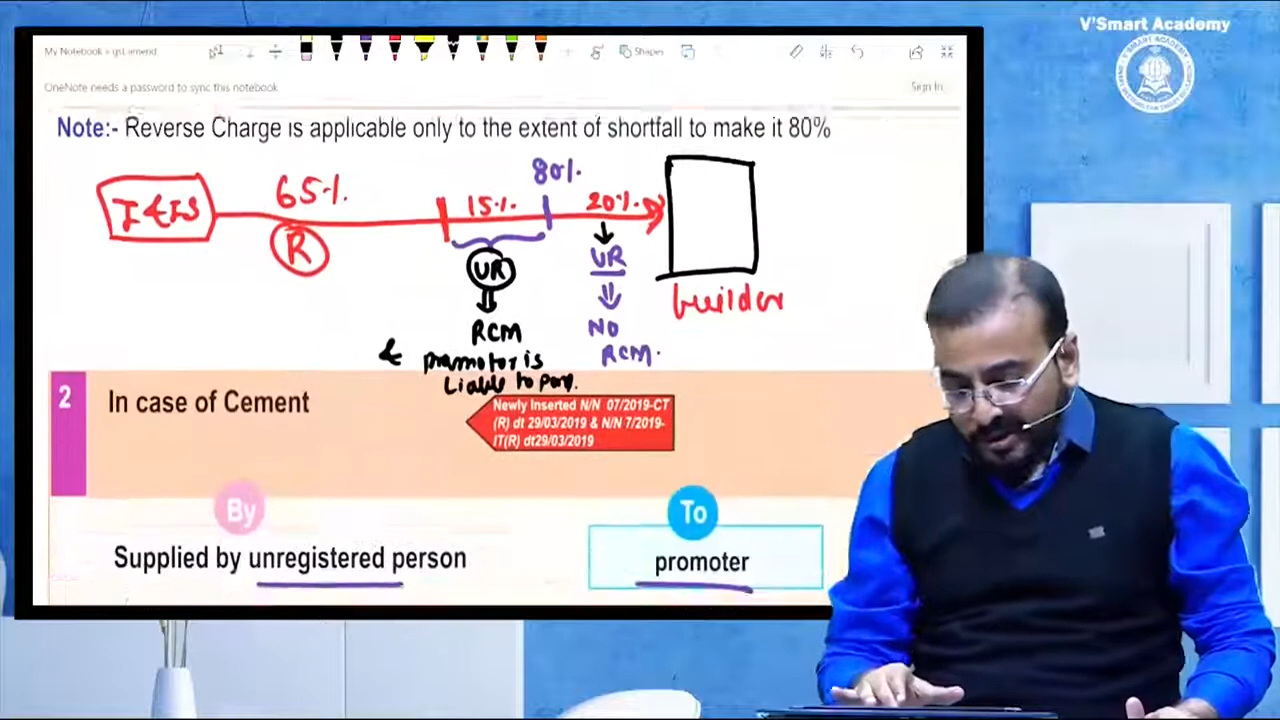 V'Smart Academy
My Notebook » gst amend
Shapes
OneNote needs a password to sync this notebook.
Sign In
Note:- Reverse Charge is applicable only to the extent of shortfall to make it 80%
80%.
65%.
15%.
20%.
I & IS
R
UR
UR
builder
RCM
NO
RCM.
& promotor is
Liable to pay.
2
In case of Cement
Newly Inserted N/N 07/2019-CT
(R) dt 29/03/2019 & N/N 7/2019-
IT(R) dt29/03/2019
By
To
Supplied by unregistered person
promoter